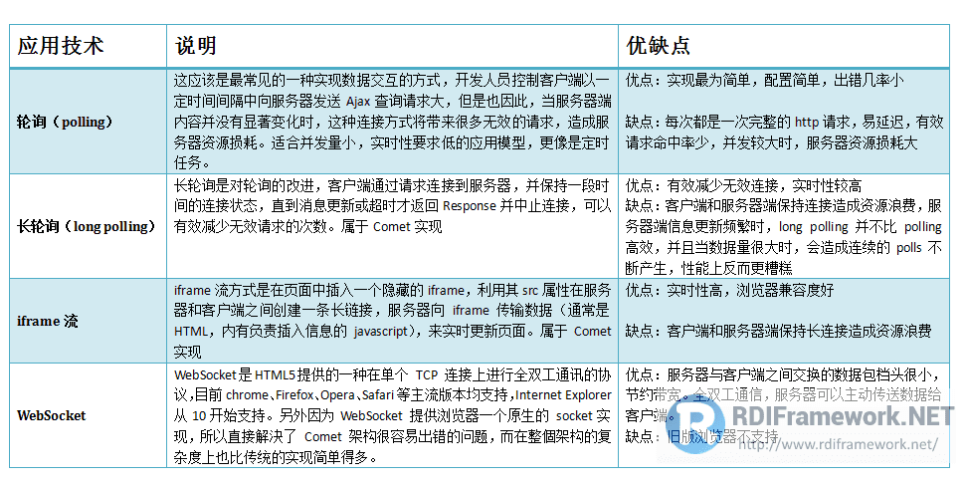 应用技术
说明
优缺点
轮询（polling）
这应该是最常见的一种实现数据交互的方式，开发人员控制客户端以一
定时间间隔中向服务器发送 Ajax 查询请求大，但是也因此，当服务器端
内容并没有显著变化时，这种连接方式将带来很多无效的请求，造成服
务器资源损耗。适合并发量小，实时性要求低的应用模型，更像是定时
任务。
优点：实现最为简单，配置简单，出错几率小
缺点：每次都是一次完整的 http 请求，易延迟，有效
请求命中率少，并发较大时，服务器资源损耗大
长轮询（long polling）
长轮询是对轮询的改进，客户端通过请求连接到服务器，并保持一段时
间的连接状态，直到消息更新或超时才返回 Response 并中止连接，可以
有效减少无效请求的次数。属于 Comet 实现
优点：有效减少无效连接，实时性较高
缺点：客户端和服务器端保持连接造成资源浪费，服
务器端信息更新频繁时，long polling 并不比 polling
高效，并且当数据量很大时，会造成连续的 polls 不
断产生，性能上反而更糟糕
iframe 流
iframe 流方式是在页面中插入一个隐藏的 iframe，利用其 src 属性在服务
器和客户端之间创建一条长链接，服务器向 iframe 传输数据（通常是
HTML，内有负责插入信息的 javascript），来实时更新页面。属于 Comet
实现
优点：实时性高，浏览器兼容度好
缺点：客户端和服务器端保持长连接造成资源浪费
WebSocket
WebSocket 是 HTML5 提供的一种在单个 TCP 连接上进行全双工通讯的协
议，目前 chrome、Firefox、Opera、Safari 等主流版本均支持，Internet Explorer
从 10 开始支持。另外因为 WebSocket 提供浏览器一个原生的 socket 实
现，所以直接解决了 Comet 架构很容易出错的问题，而在整個架构的复
杂度上也比传统的实现简单得多。
优点：服务器与客户端之间交换的数据包档头很小，
节约带宽。全双工通信，服务器可以主动传送数据给
客户端。
缺点：旧版浏览器不支持
RDIFramework.NET
http://www.rdiframework.net/